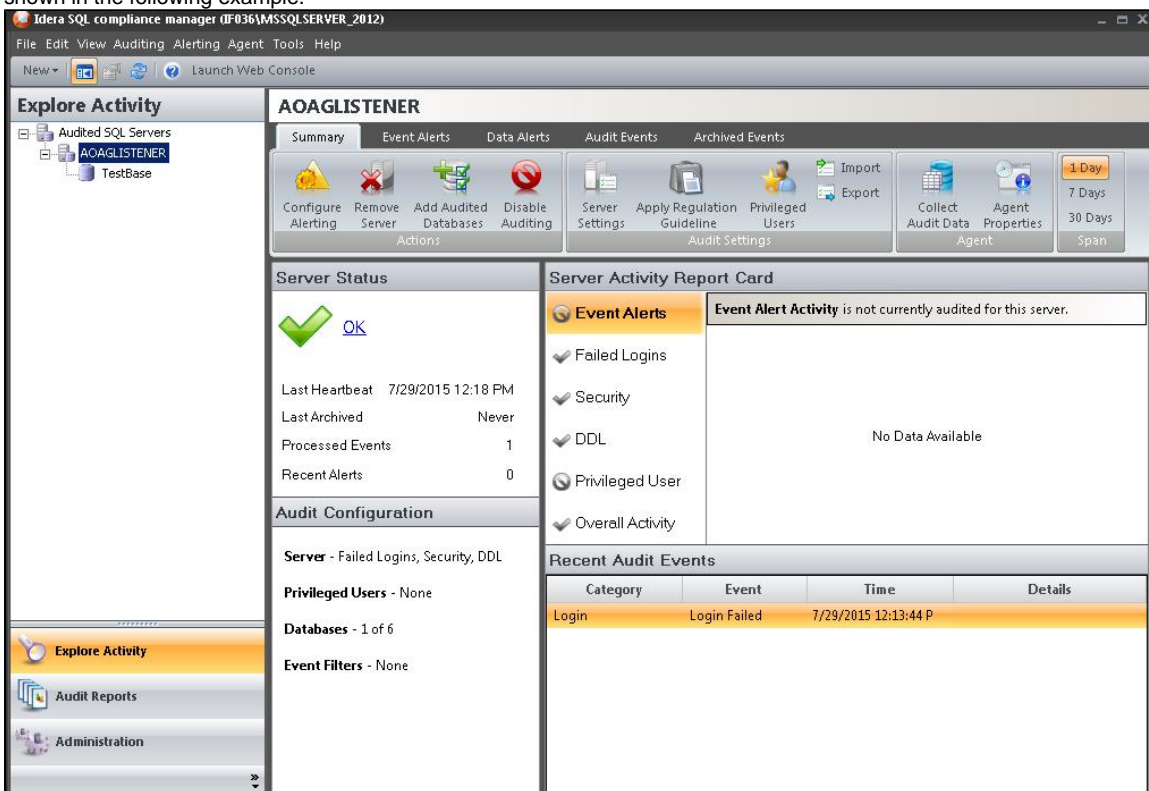 shown in the following example.
Idera SQL compliance manager (IF036\MSSQLSERVER_2012)
File Edit View Auditing Alerting Agent Tools Help
New Launch Web Console
Explore Activity
Audited SQL Servers
AOAGLISTENER
TestBase
AOAGLISTENER
Summary Event Alerts Data Alerts Audit Events Archived Events
Configure Alerting
Remove Server
Add Audited Databases
Disable Auditing
Actions
Server Settings
Apply Regulation Guideline
Privileged Users
Import
Export
Audit Settings
Collect Audit Data
Agent Properties
Agent
1 Day
7 Days
30 Days
Span
Server Status
OK
Last Heartbeat 7/29/2015 12:18 PM
Last Archived Never
Processed Events 1
Recent Alerts 0
Audit Configuration
Server - Failed Logins, Security, DDL
Privileged Users - None
Databases - 1 of 6
Event Filters - None
Server Activity Report Card
Event Alerts
Failed Logins
Security
DDL
Privileged User
Overall Activity
Event Alert Activity is not currently audited for this server.
No Data Available
Recent Audit Events
Category Event Time Details
Login Login Failed 7/29/2015 12:13:44 P
Explore Activity
Audit Reports
Administration